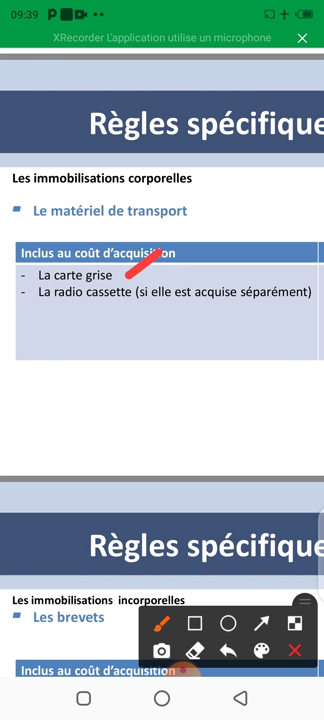 09:39
XRecorder L'application utilise un microphone
Règles spécifique
Les immobilisations corporelles
Le matériel de transport
Inclus au coût d'acquisition
- La carte grise
- La radio cassette (si elle est acquise séparément)
Règles spécifique
Les immobilisations incorporelles
Les brevets
Inclus au coût d'acquisition